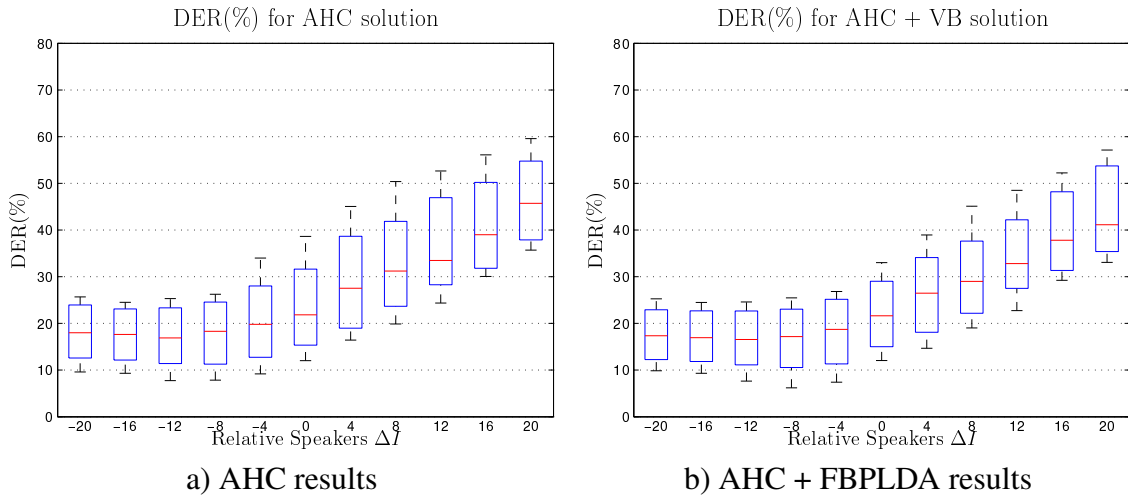 DER(%) for AHC solution
80
70
60
50
40
30
20
10
0
DER(%)
−20 −16 −12 −8 −4 0 4 8 12 16 20
Relative Speakers ΔI
a) AHC results
DER(%) for AHC + VB solution
80
70
60
50
40
30
20
10
0
DER(%)
−20 −16 −12 −8 −4 0 4 8 12 16 20
Relative Speakers ΔI
b) AHC + FBPLDA results